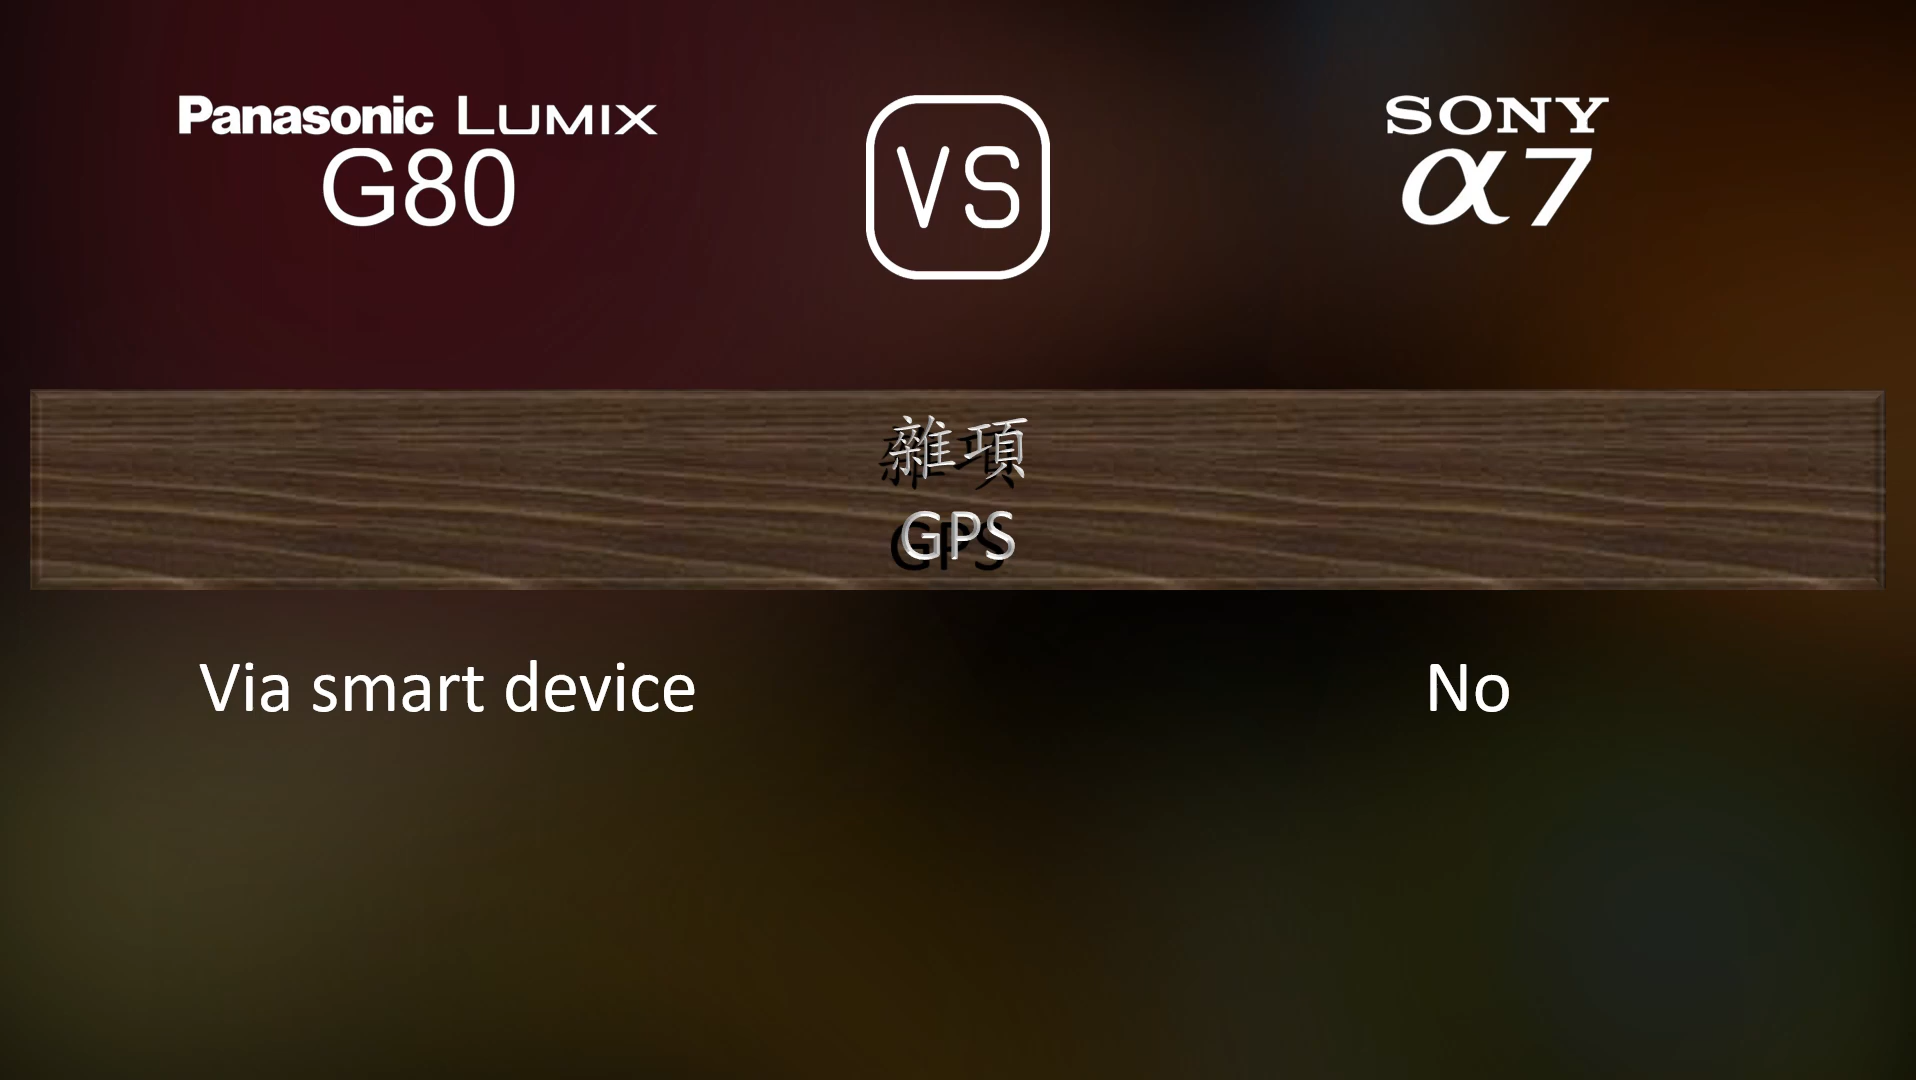 Panasonic LUMIX
G80
VS
SONY
α7
雜項
GPS
Via smart device
No